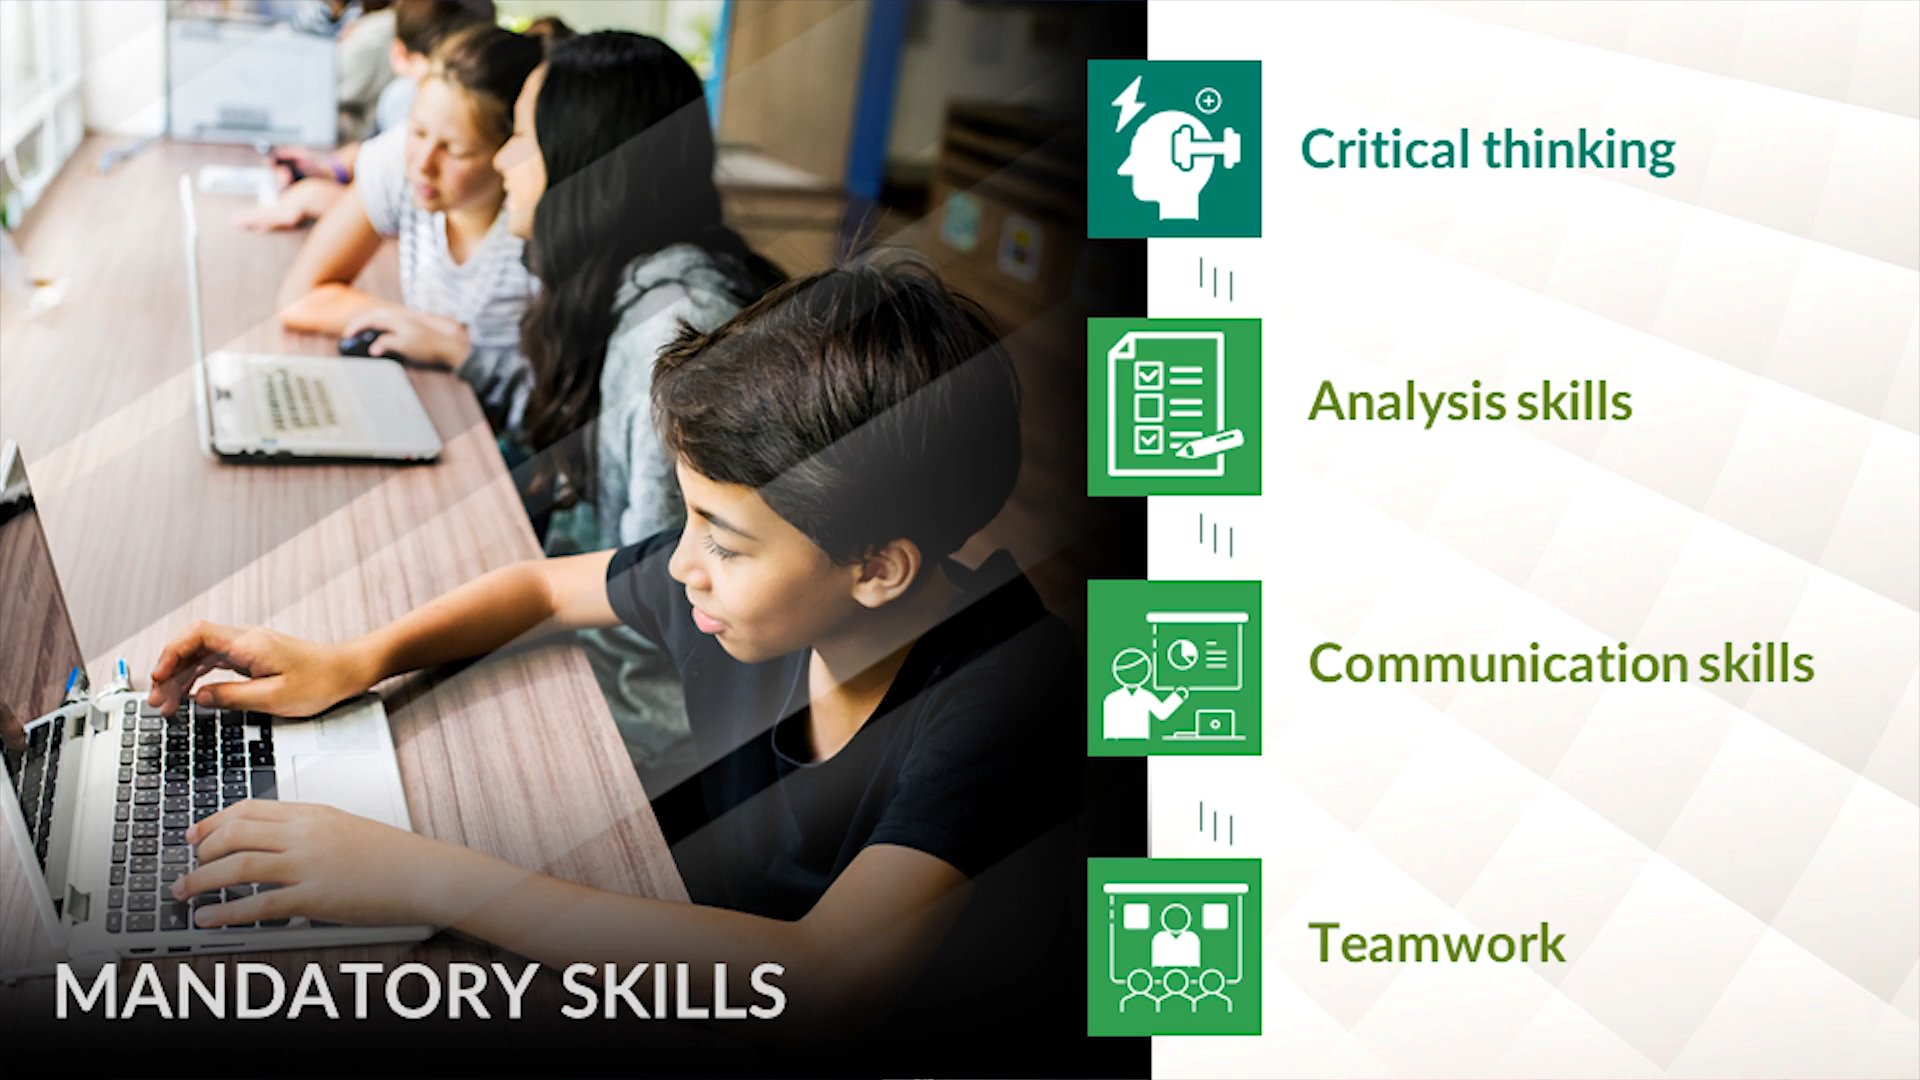 Critical thinking
Analysis skills
Communication skills
Teamwork
MANDATORY SKILLS